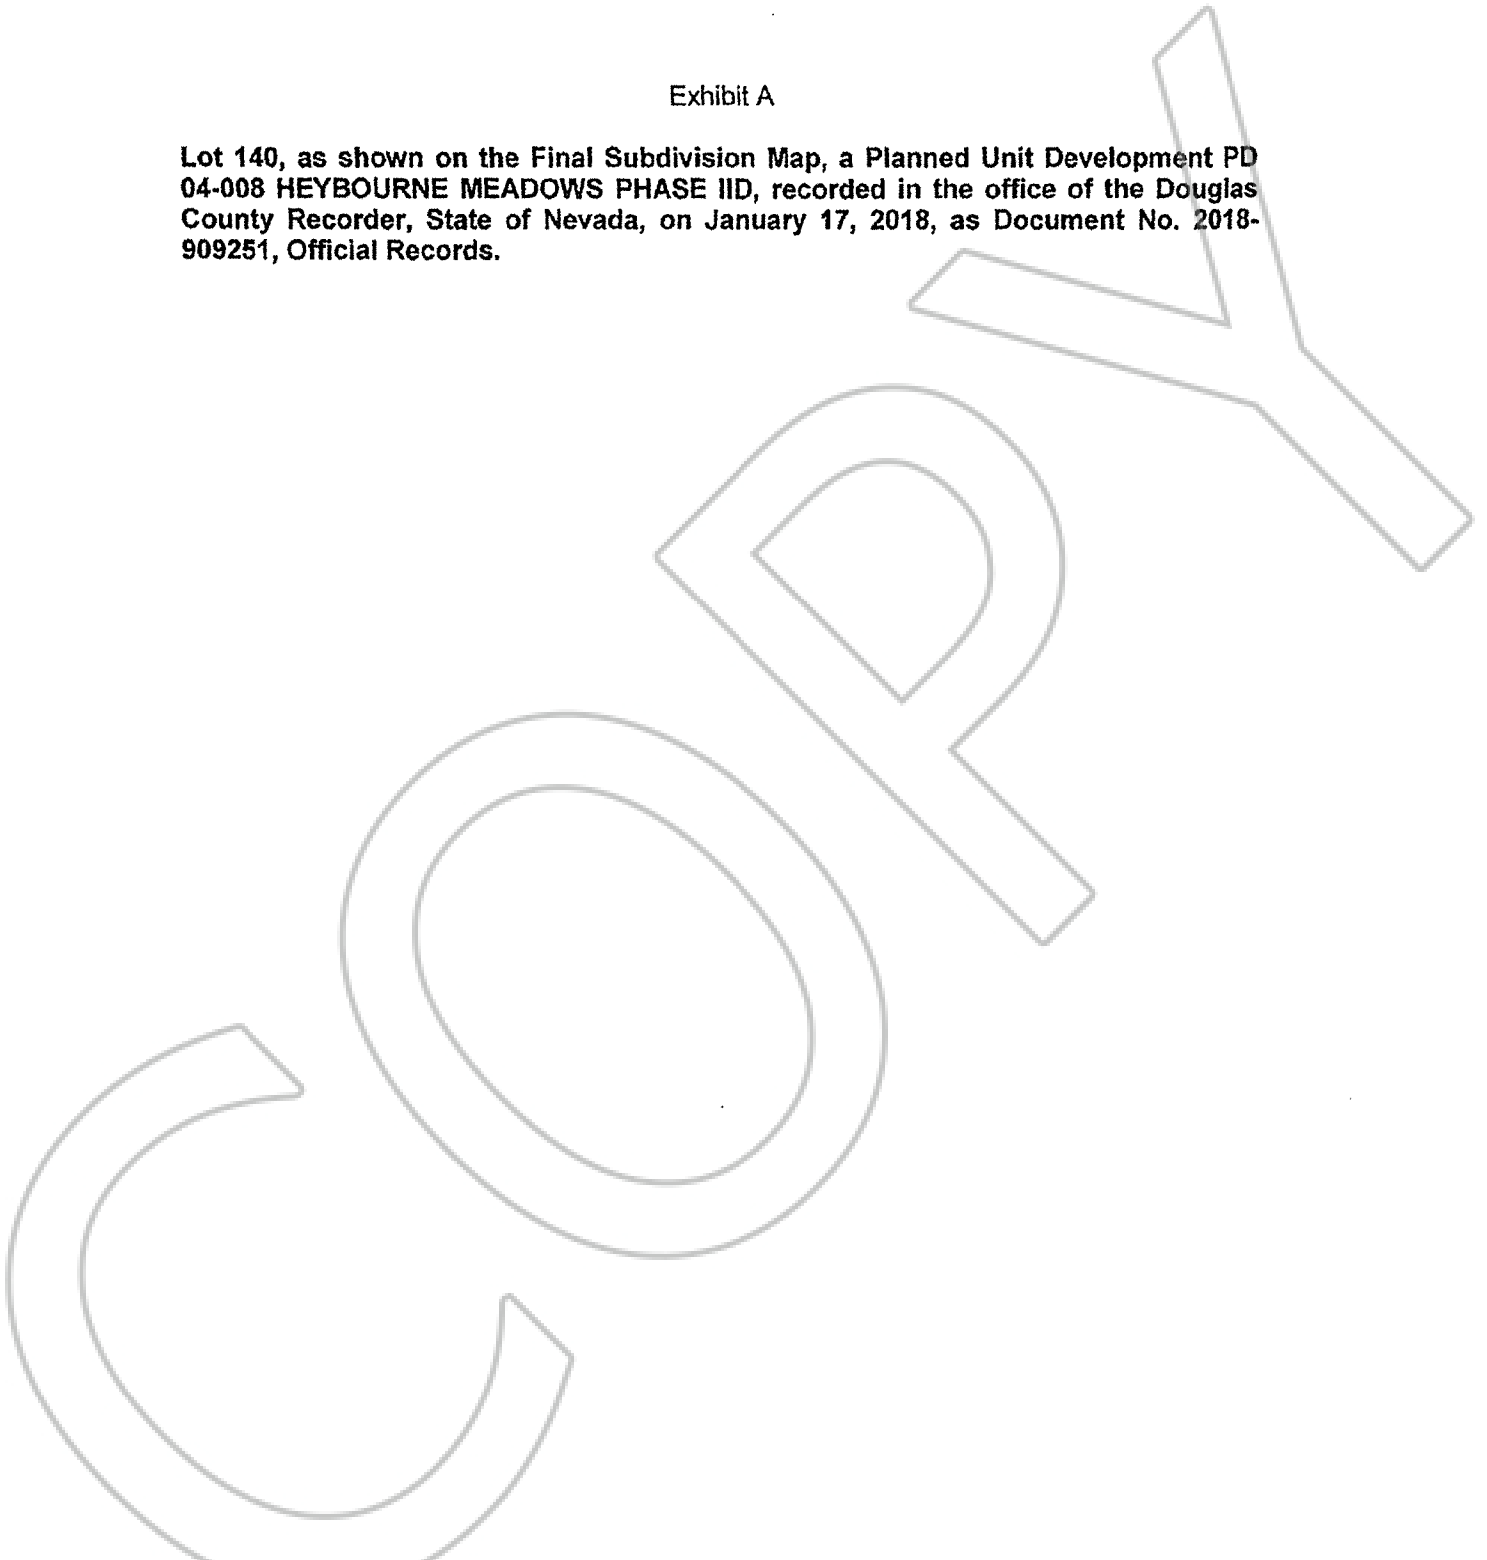 Exhibit A
Lot 140, as shown on the Final Subdivision Map, a Planned Unit Development PD
04-008 HEYBOURNE MEADOWS PHASE IID, recorded in the office of the Douglas
County Recorder, State of Nevada, on January 17, 2018, as Document No. 2018-
909251, Official Records.
COPY